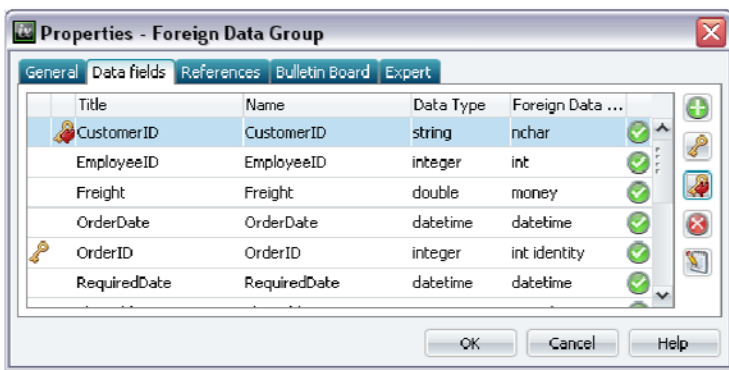 Properties - Foreign Data Group
General Data fields References Bulletin Board Expert
Title Name Data Type Foreign Data ...
CustomerID CustomerID string nchar
EmployeeID EmployeeID integer int
Freight Freight double money
OrderDate OrderDate datetime datetime
OrderID OrderID integer int identity
RequiredDate RequiredDate datetime datetime
OK Cancel Help